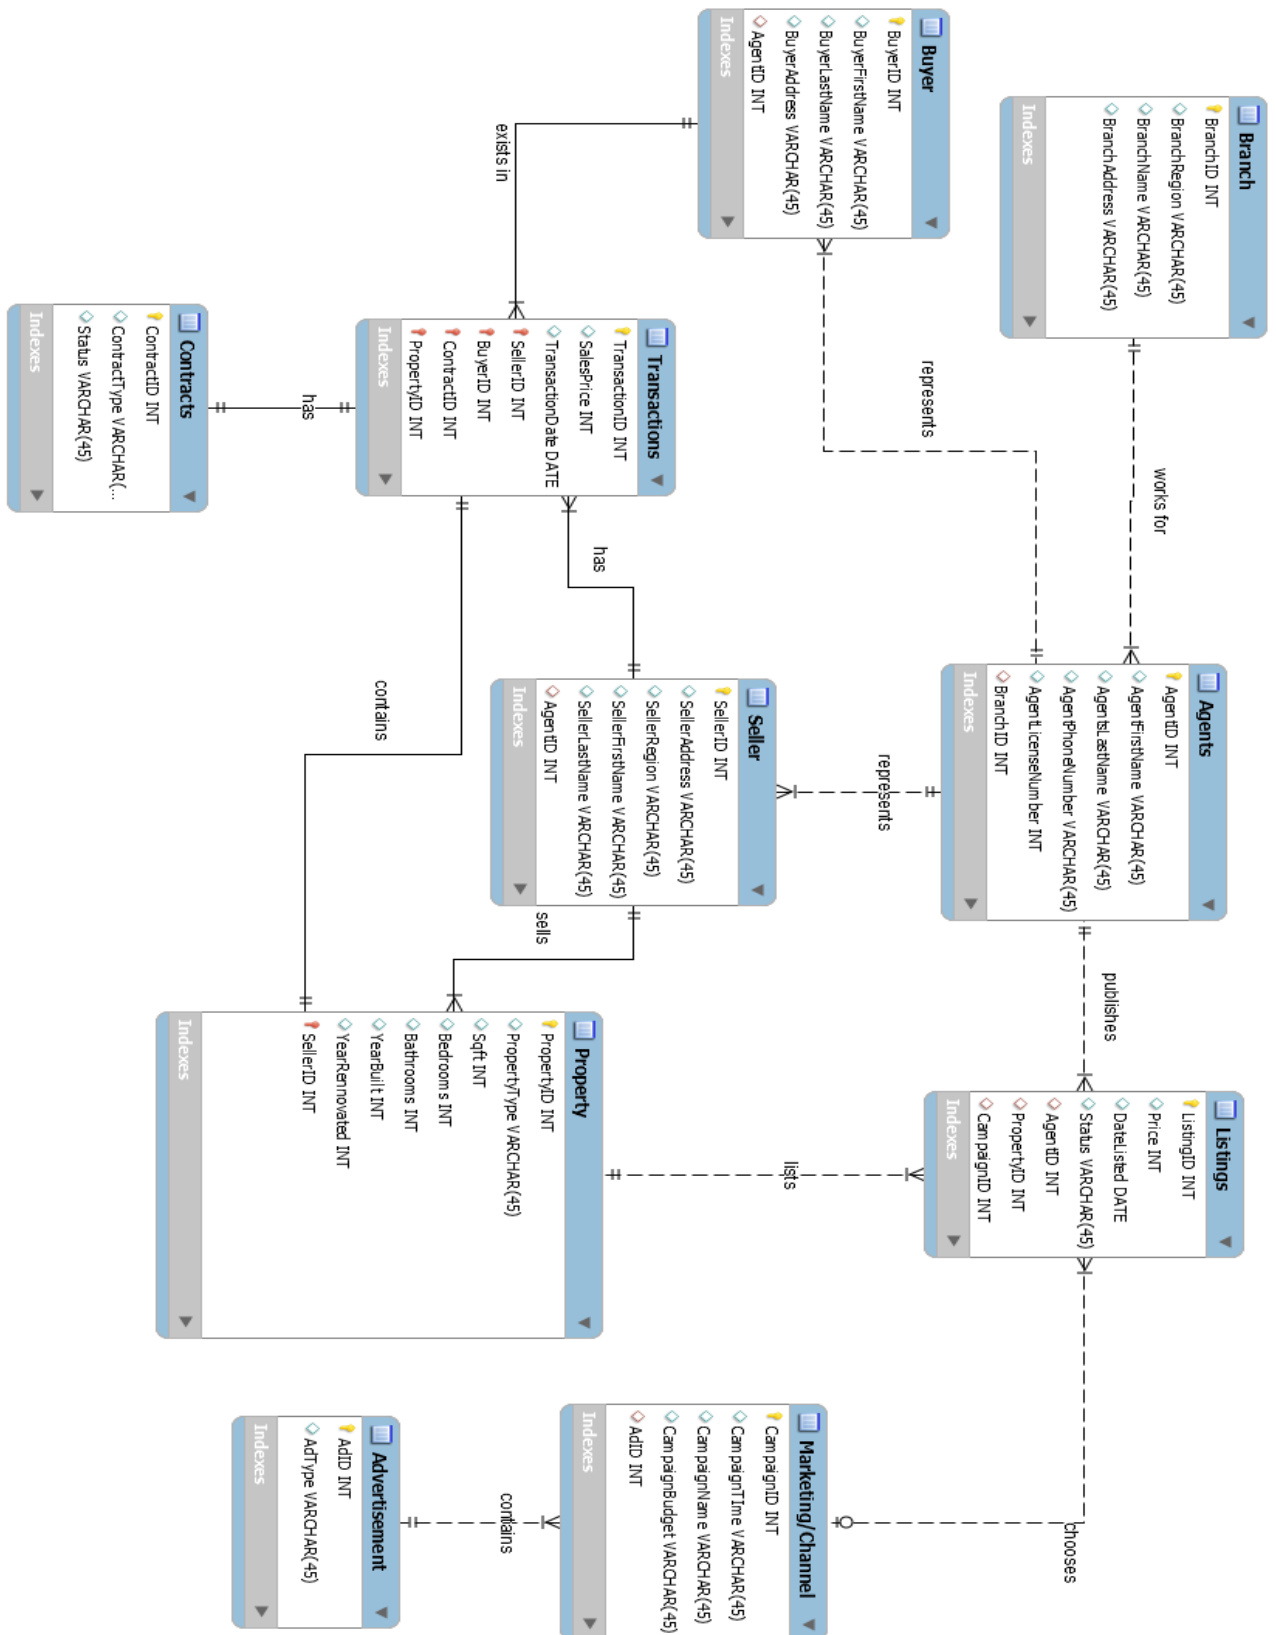 Branch
BranchID INT
BranchRegion VARCHAR(45)
BranchName VARCHAR(45)
BranchAddress VARCHAR(45)
Indexes
works for
Agents
AgentID INT
AgentFirstName VARCHAR(45)
AgentsLastName VARCHAR(45)
AgentPhoneNumber VARCHAR(45)
AgentLicenseNumber INT
BranchID INT
Indexes
publishes
Listings
ListingID INT
Price INT
DateListed DATE
Status VARCHAR(45)
AgentID INT
PropertyID INT
CampaignID INT
Indexes
chooses
Buyer
BuyerID INT
BuyerFirstName VARCHAR(45)
BuyerLastName VARCHAR(45)
BuyerAddress VARCHAR(45)
AgentID INT
Indexes
represents
represents
lists
Marketing/Channel
CampaignID INT
CampaignTIme VARCHAR(45)
CampaignName VARCHAR(45)
CampaignBudget VARCHAR(45)
AdID INT
Indexes
exists in
Seller
SellerID INT
SellerAddress VARCHAR(45)
SellerRegion VARCHAR(45)
SellerFirstName VARCHAR(45)
SellerLastName VARCHAR(45)
AgentID INT
Indexes
has
sells
contains
Transactions
TransactionID INT
SalesPrice INT
TransactionDate DATE
SellerID INT
BuyerID INT
ContractID INT
PropertyID INT
Indexes
contains
Property
PropertyID INT
PropertyType VARCHAR(45)
Sqft INT
Bedrooms INT
Bathrooms INT
YearBuilt INT
YearRennovated INT
SellerID INT
Indexes
Advertisement
AdID INT
AdType VARCHAR(45)
Indexes
has
Contracts
ContractID INT
ContractType VARCHAR(...
Status VARCHAR(45)
Indexes